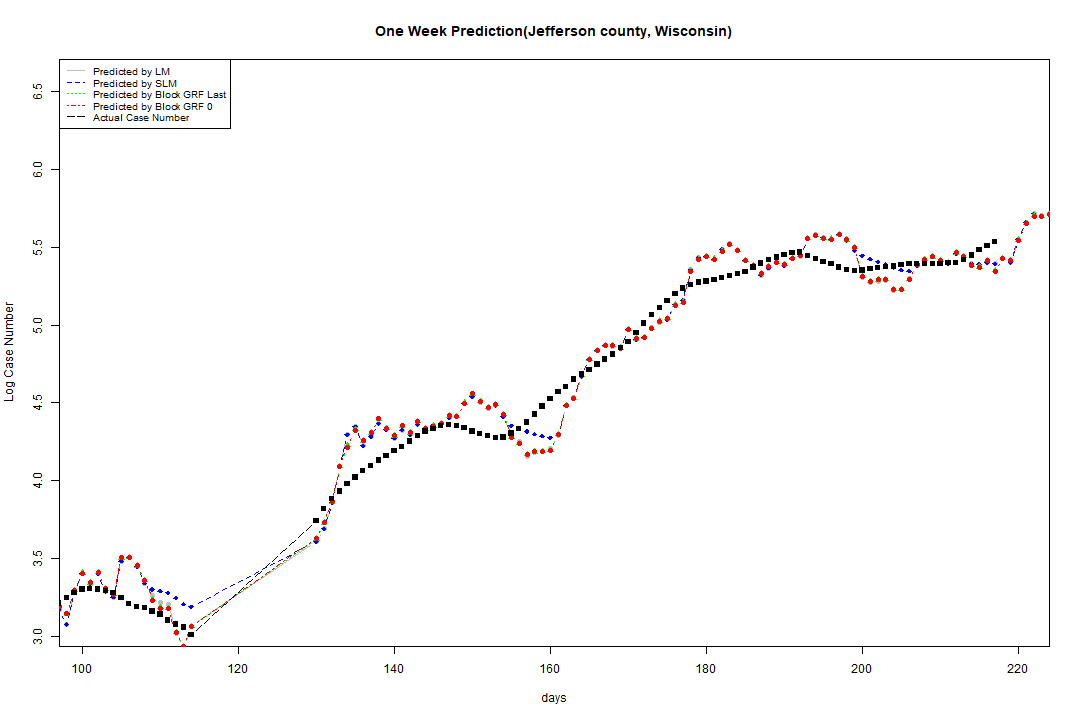 One Week Prediction(Jefferson county, Wisconsin)
Predicted by LM
Predicted by SLM
Predicted by Block GRF Last
Predicted by Block GRF 0
Actual Case Number
Log Case Number
6.5
6.0
5.5
5.0
4.5
4.0
3.5
3.0
100 120 140 160 180 200 220
days